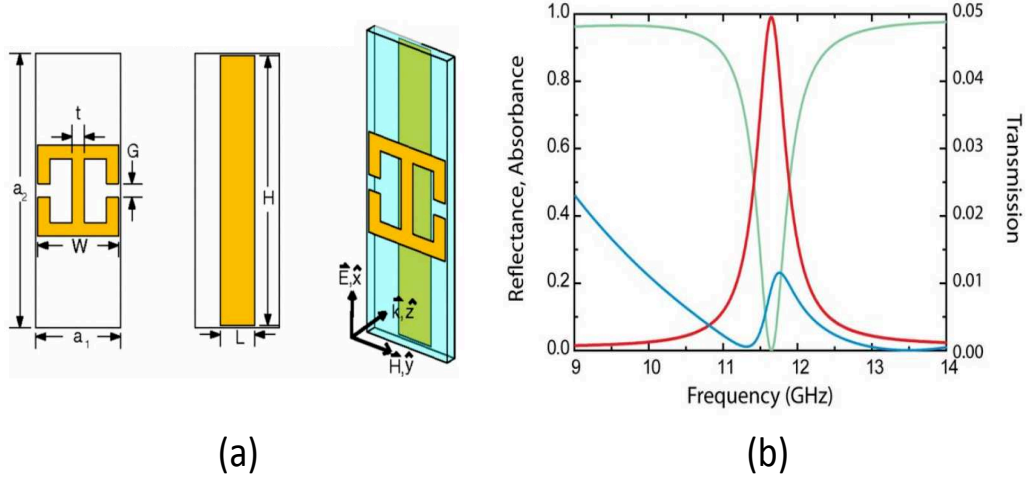 t
G
a₂
W
a₁
H
L
E,x̂
k,ẑ
H,ŷ
(a)
1.0
0.8
0.6
0.4
0.2
0.0
Reflectance, Absorbance
0.05
0.04
0.03
0.02
0.01
0.00
Transmission
9 10 11 12 13 14
Frequency (GHz)
(b)